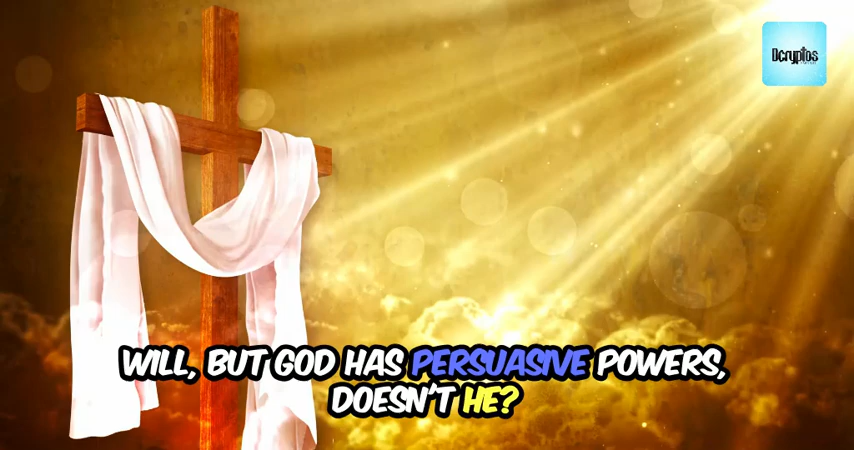 Dcryptos
WILL, BUT GOD HAS PERSUASIVE POWERS,
DOESN'T HE?